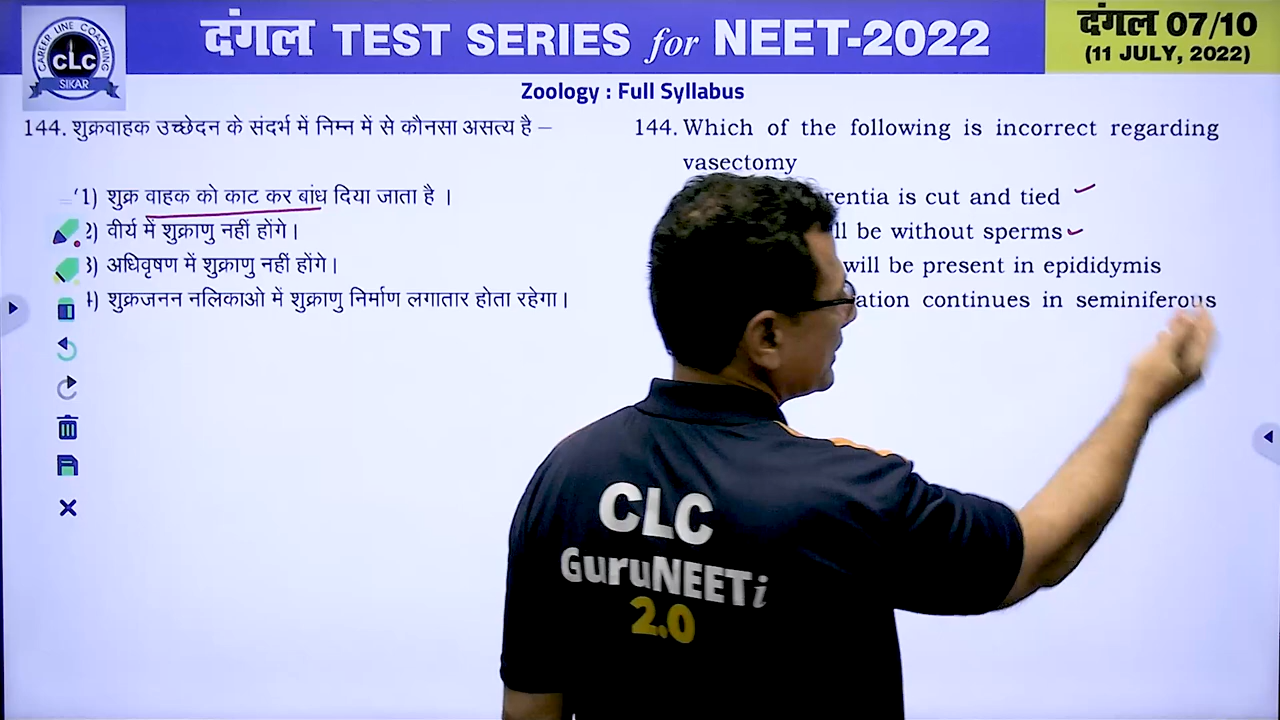 CAREER LINE COACHING
CLC
SIKAR
दंगल TEST SERIES for NEET-2022
दंगल 07/10
(11 JULY, 2022)
Zoology : Full Syllabus
144. शुक्रवाहक उच्छेदन के संदर्भ में निम्न में से कौनसा असत्य है –
1) शुक्र वाहक को काट कर बांध दिया जाता है ।
2) वीर्य में शुक्राणु नहीं होंगे।
3) अधिवृषण में शुक्राणु नहीं होंगे।
4) शुक्रजनन नलिकाओ में शुक्राणु निर्माण लगातार होता रहेगा।
144. Which of the following is incorrect regarding
vasectomy
is cut and tied
be without sperms
will be present in epididymis
continues in seminiferous
CLC
GuruNEETi
2.0